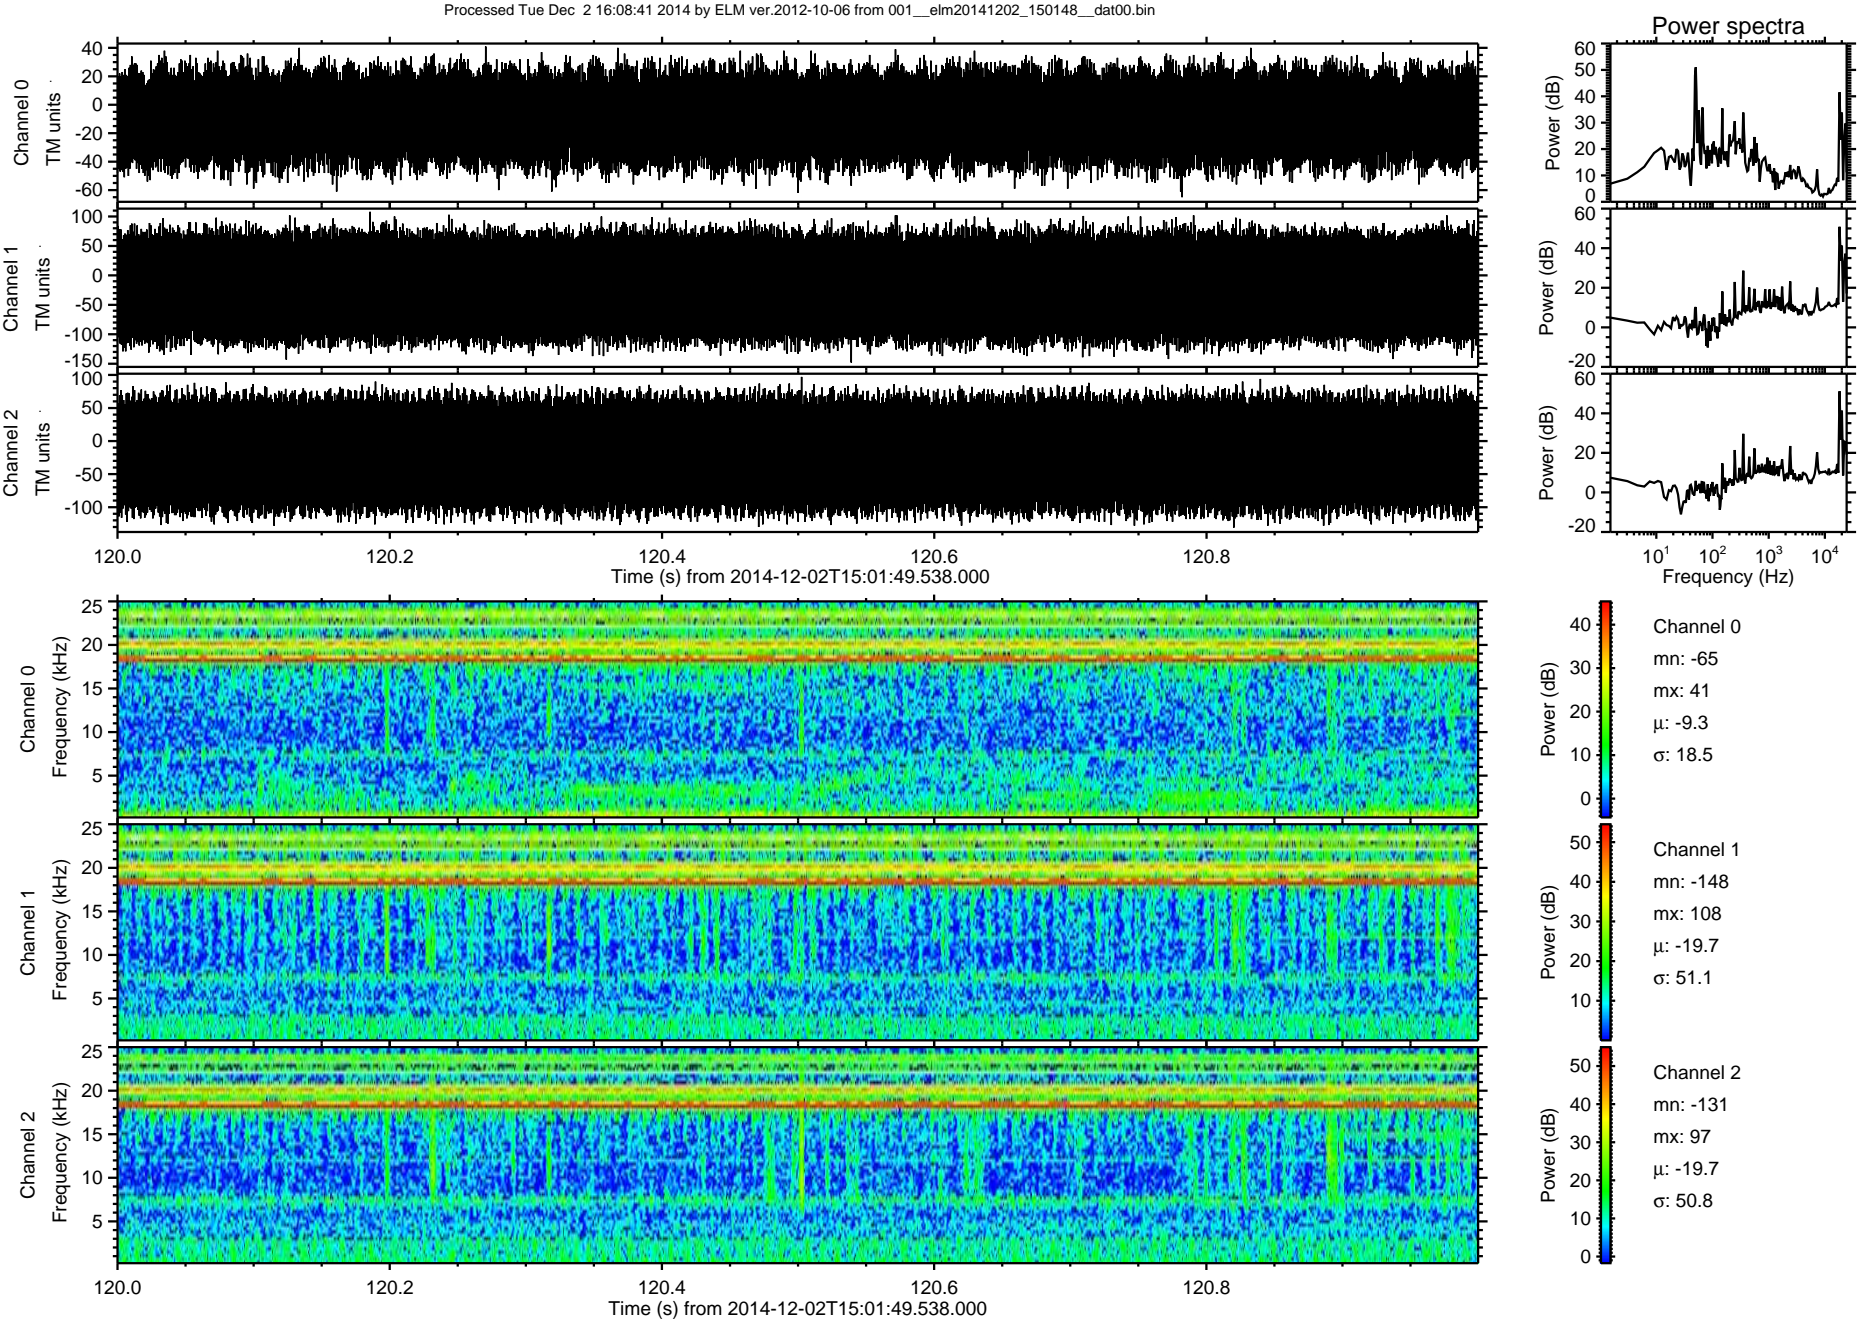 Processed Tue Dec  2 16:08:41 2014 by ELM ver.2012-10-06 from 001__elm20141202_150148__dat00.bin
Power spectra
Channel 0
TM units
40
20
0
-20
-40
-60
Power (dB)
60
50
40
30
20
10
0
Channel 1
TM units
100
50
0
-50
-100
-150
Power (dB)
60
40
20
0
-20
Channel 2
TM units
100
50
0
-50
-100
Power (dB)
60
40
20
0
-20
120.0 120.2 120.4 120.6 120.8
Time (s) from 2014-12-02T15:01:49.538.000
10^1 10^2 10^3 10^4
Frequency (Hz)
Channel 0
Frequency (kHz)
25
20
15
10
5
Power (dB)
40
30
20
10
0
Channel 0
mn: -65
mx: 41
μ: -9.3
σ: 18.5
Channel 1
Frequency (kHz)
25
20
15
10
5
Power (dB)
50
40
30
20
10
Channel 1
mn: -148
mx: 108
μ: -19.7
σ: 51.1
Channel 2
Frequency (kHz)
25
20
15
10
5
Power (dB)
50
40
30
20
10
0
Channel 2
mn: -131
mx: 97
μ: -19.7
σ: 50.8
120.0 120.2 120.4 120.6 120.8
Time (s) from 2014-12-02T15:01:49.538.000